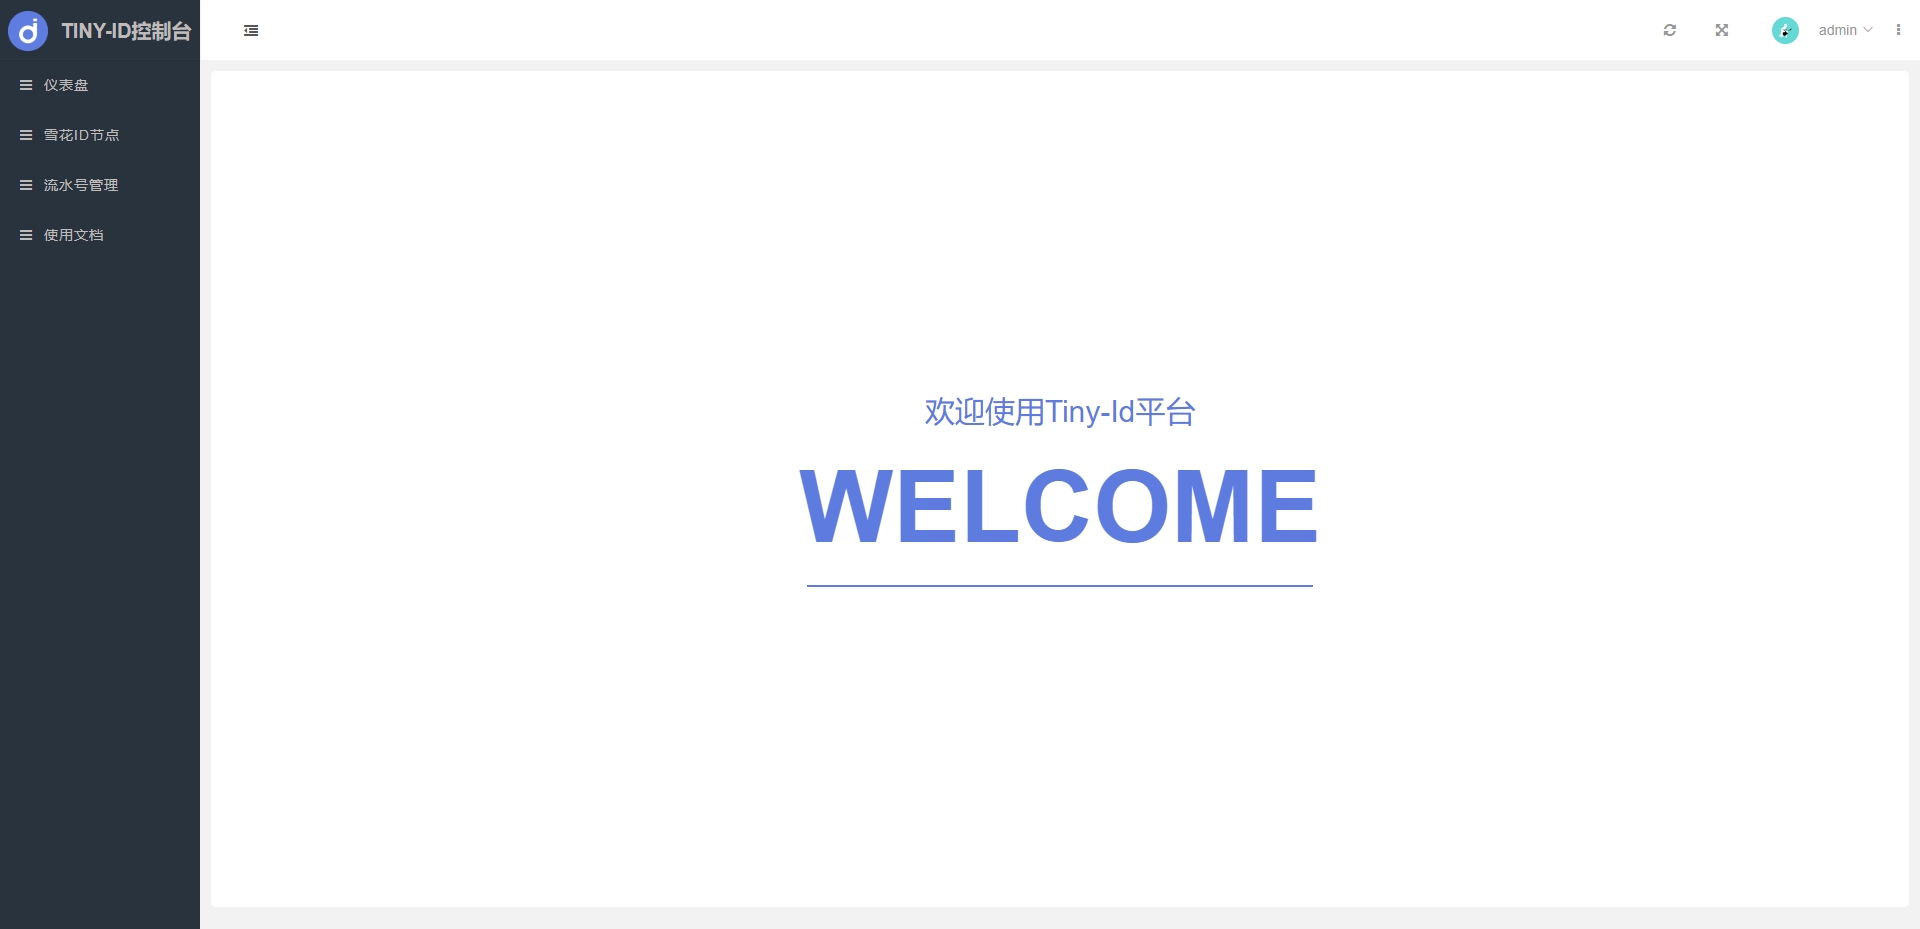 TINY-ID控制台
admin
仪表盘
雪花ID节点
流水号管理
使用文档
欢迎使用Tiny-Id平台
WELCOME